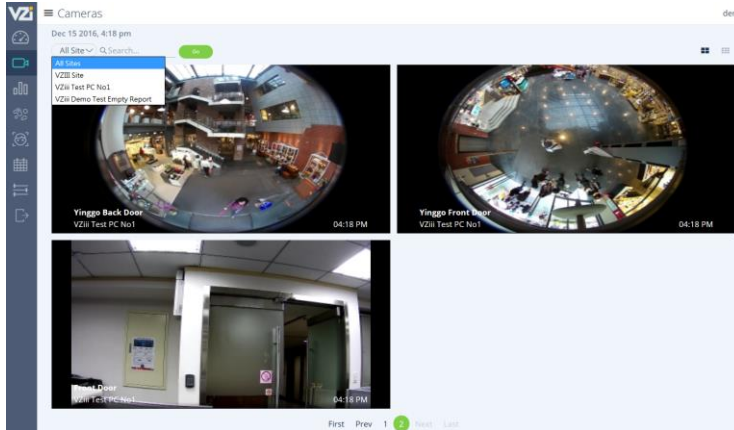 VZi
Cameras
de
Dec 15 2016, 4:18 pm
All Site
Search...
Go
All Sites
VZIII Site
VZiii Test PC No1
VZiii Demo Test Empty Report
Yinggo Back Door
VZiii Test PC No1
04:18 PM
Yinggo Front Door
VZiii Test PC No1
04:18 PM
Front Door
VZiii Test PC No1
04:18 PM
First Prev 1 2 Next Last